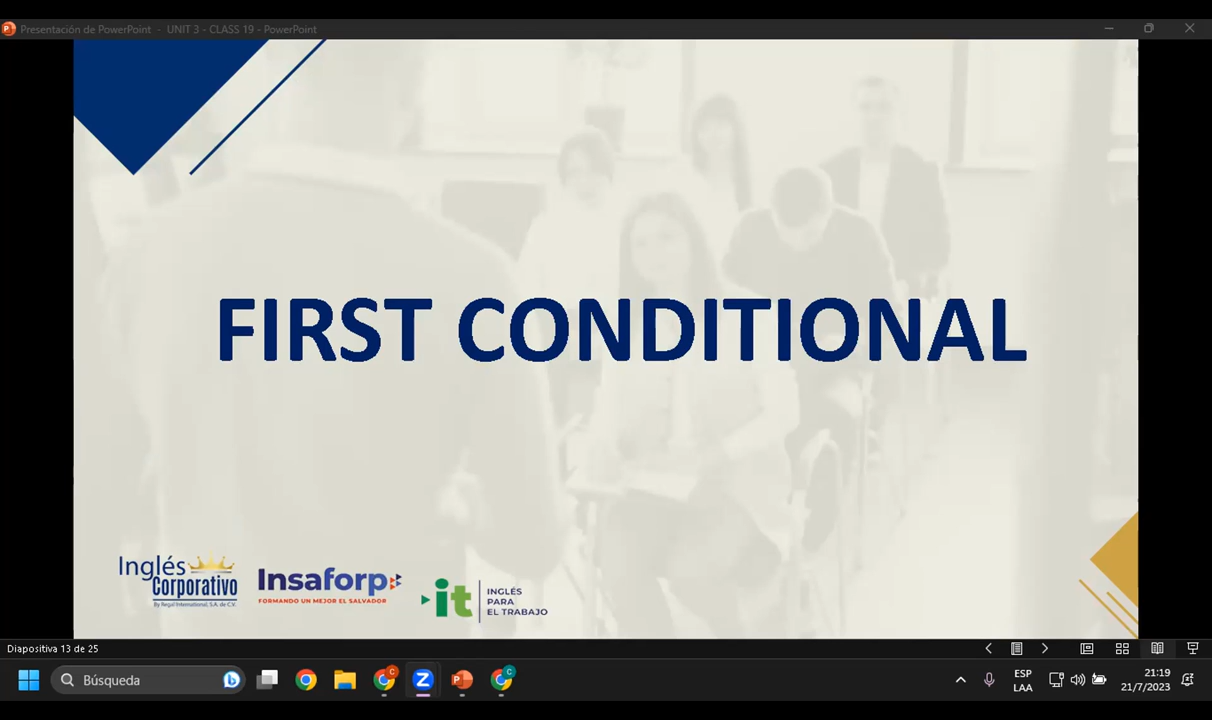 Presentación de PowerPoint - UNIT 3 - CLASS 19 - PowerPoint
FIRST CONDITIONAL
Inglés
Corporativo
By Regal International, S.A. de C.V.
Insaforp
FORMANDO UN MEJOR EL SALVADOR
it
INGLÉS
PARA
EL TRABAJO
Diapositiva 13 de 25
Búsqueda
ESP
LAA
21:19
21/7/2023